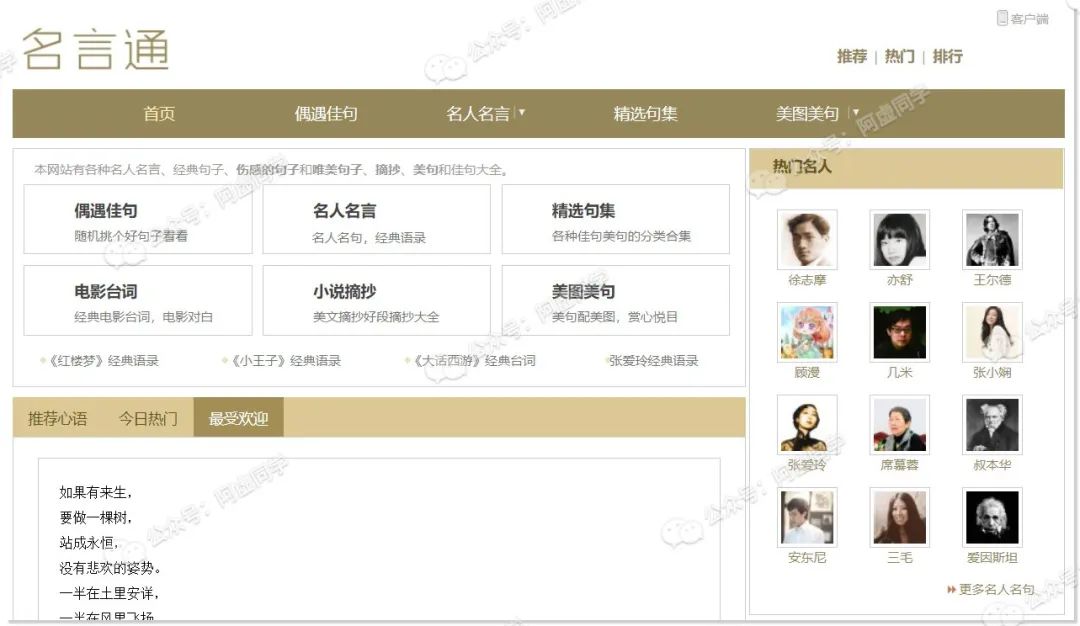 客户端
名言通
推荐 | 热门 | 排行
首页 偶遇佳句 名人名言 精选句集 美图美句
本网站有各种名人名言、经典句子、伤感的句子和唯美句子、摘抄、美句和佳句大全。
偶遇佳句 名人名言 精选句集
随机挑个好句子看看 名人名句，经典语录 各种佳句美句的分类合集
电影台词 小说摘抄 美图美句
经典电影台词，电影对白 美文摘抄好段摘抄大全 美句配美图，赏心悦目
《红楼梦》经典语录 《小王子》经典语录 《大话西游》经典台词 张爱玲经典语录
推荐心语 今日热门 最受欢迎
如果有来生，
要做一棵树，
站成永恒，
没有悲欢的姿势。
一半在土里安详，
一半在风里飞扬
热门名人
徐志摩 亦舒 王尔德
顾漫 几米 张小娴
张爱玲 席慕蓉 叔本华
安东尼 三毛 爱因斯坦
更多名人名句
公众号：阿虚同学